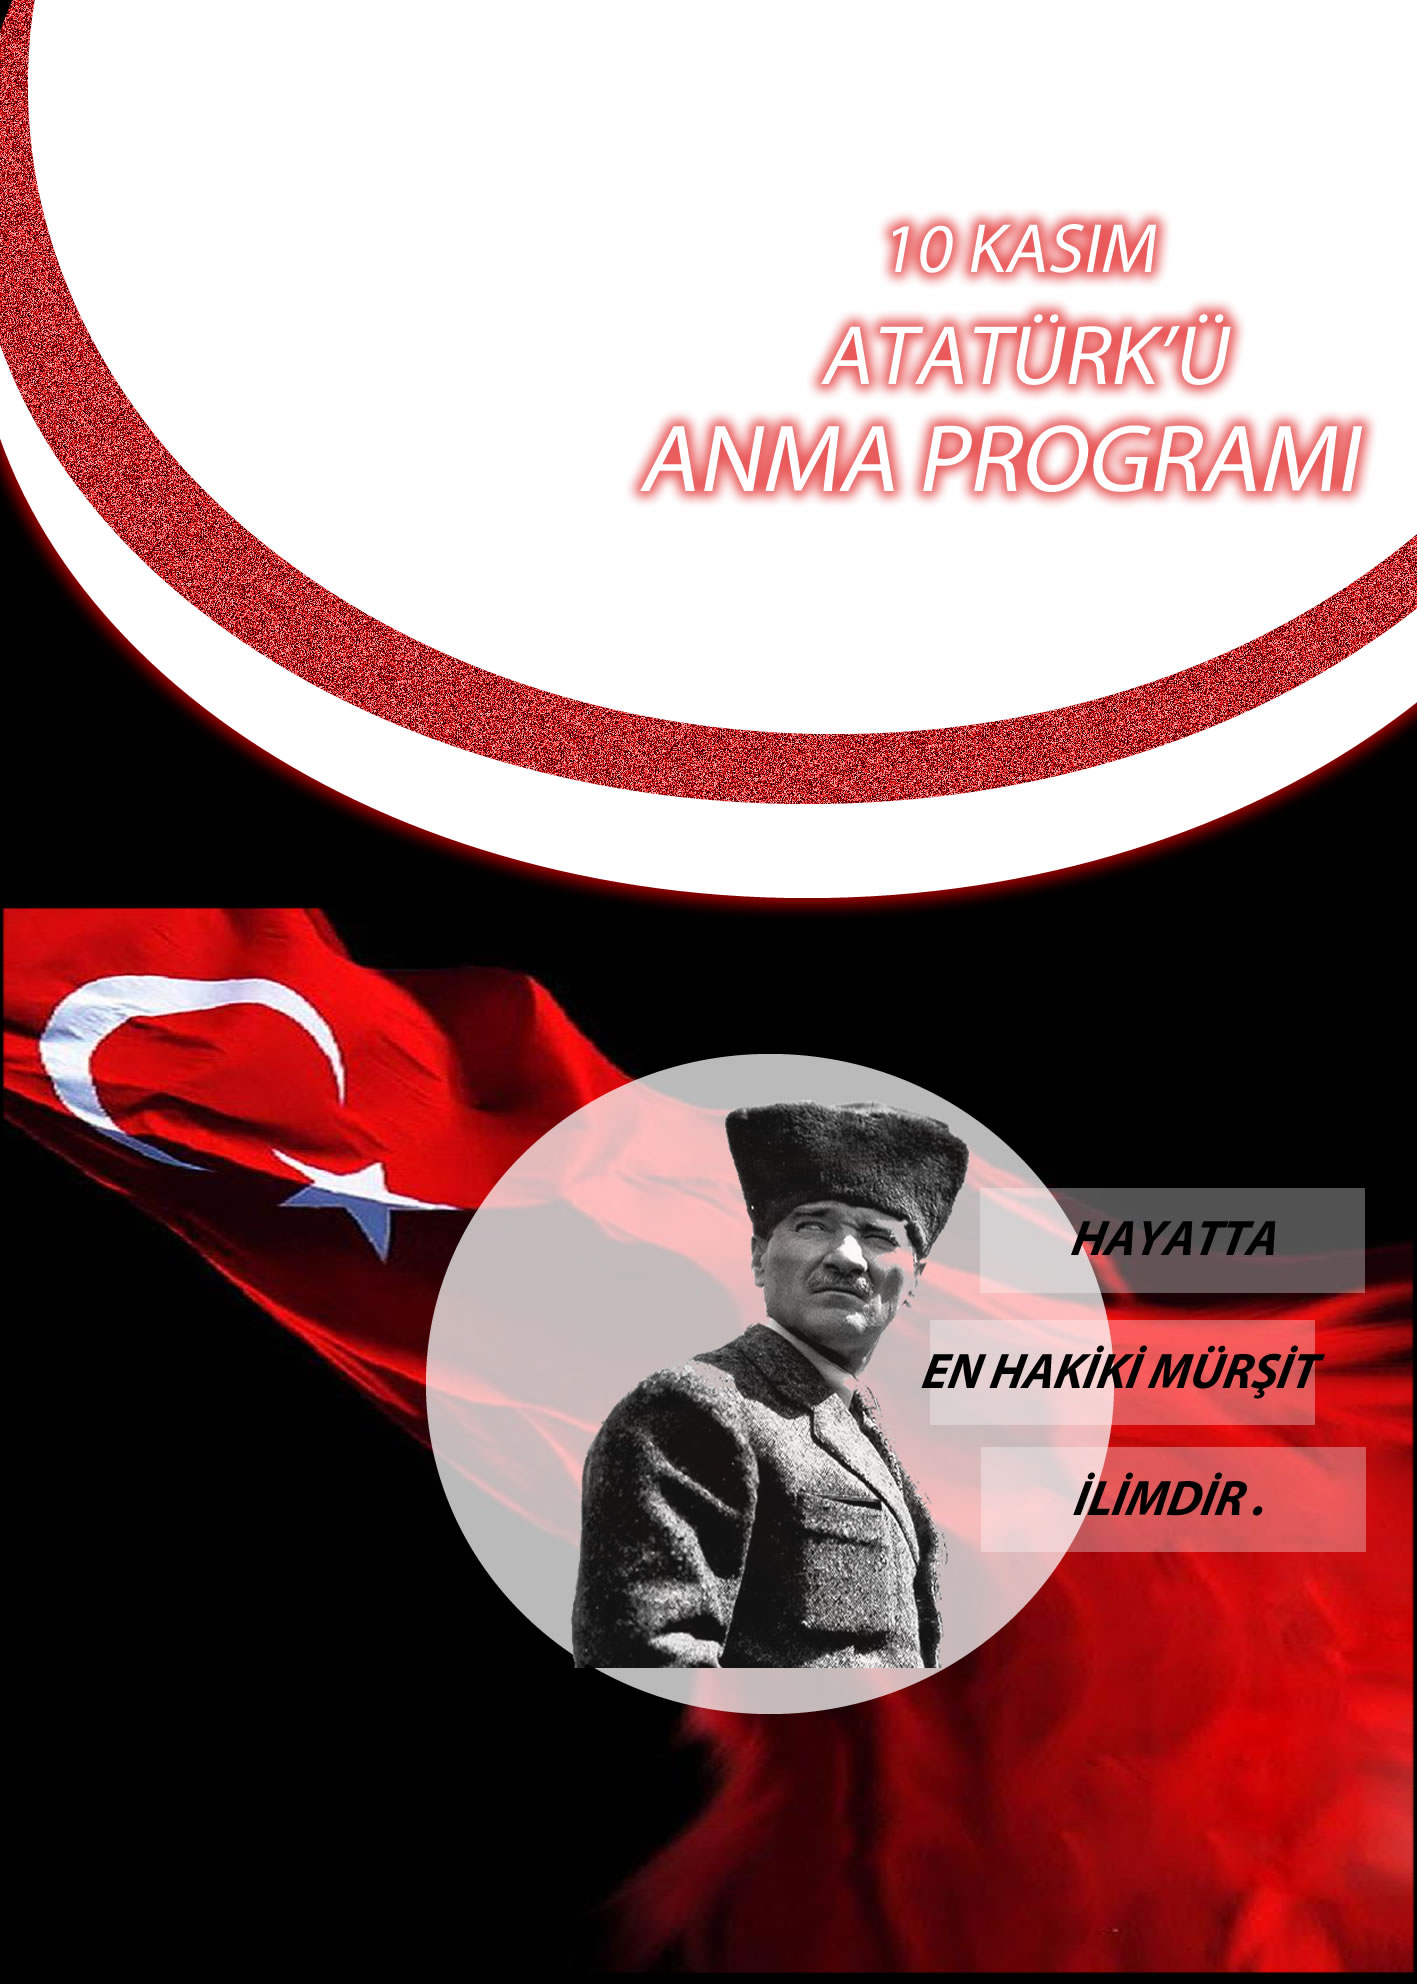 10 KASIM
ATATÜRK’Ü
ANMA PROGRAMI
HAYATTA
EN HAKİKİ MÜRŞİT
İLİMDİR .